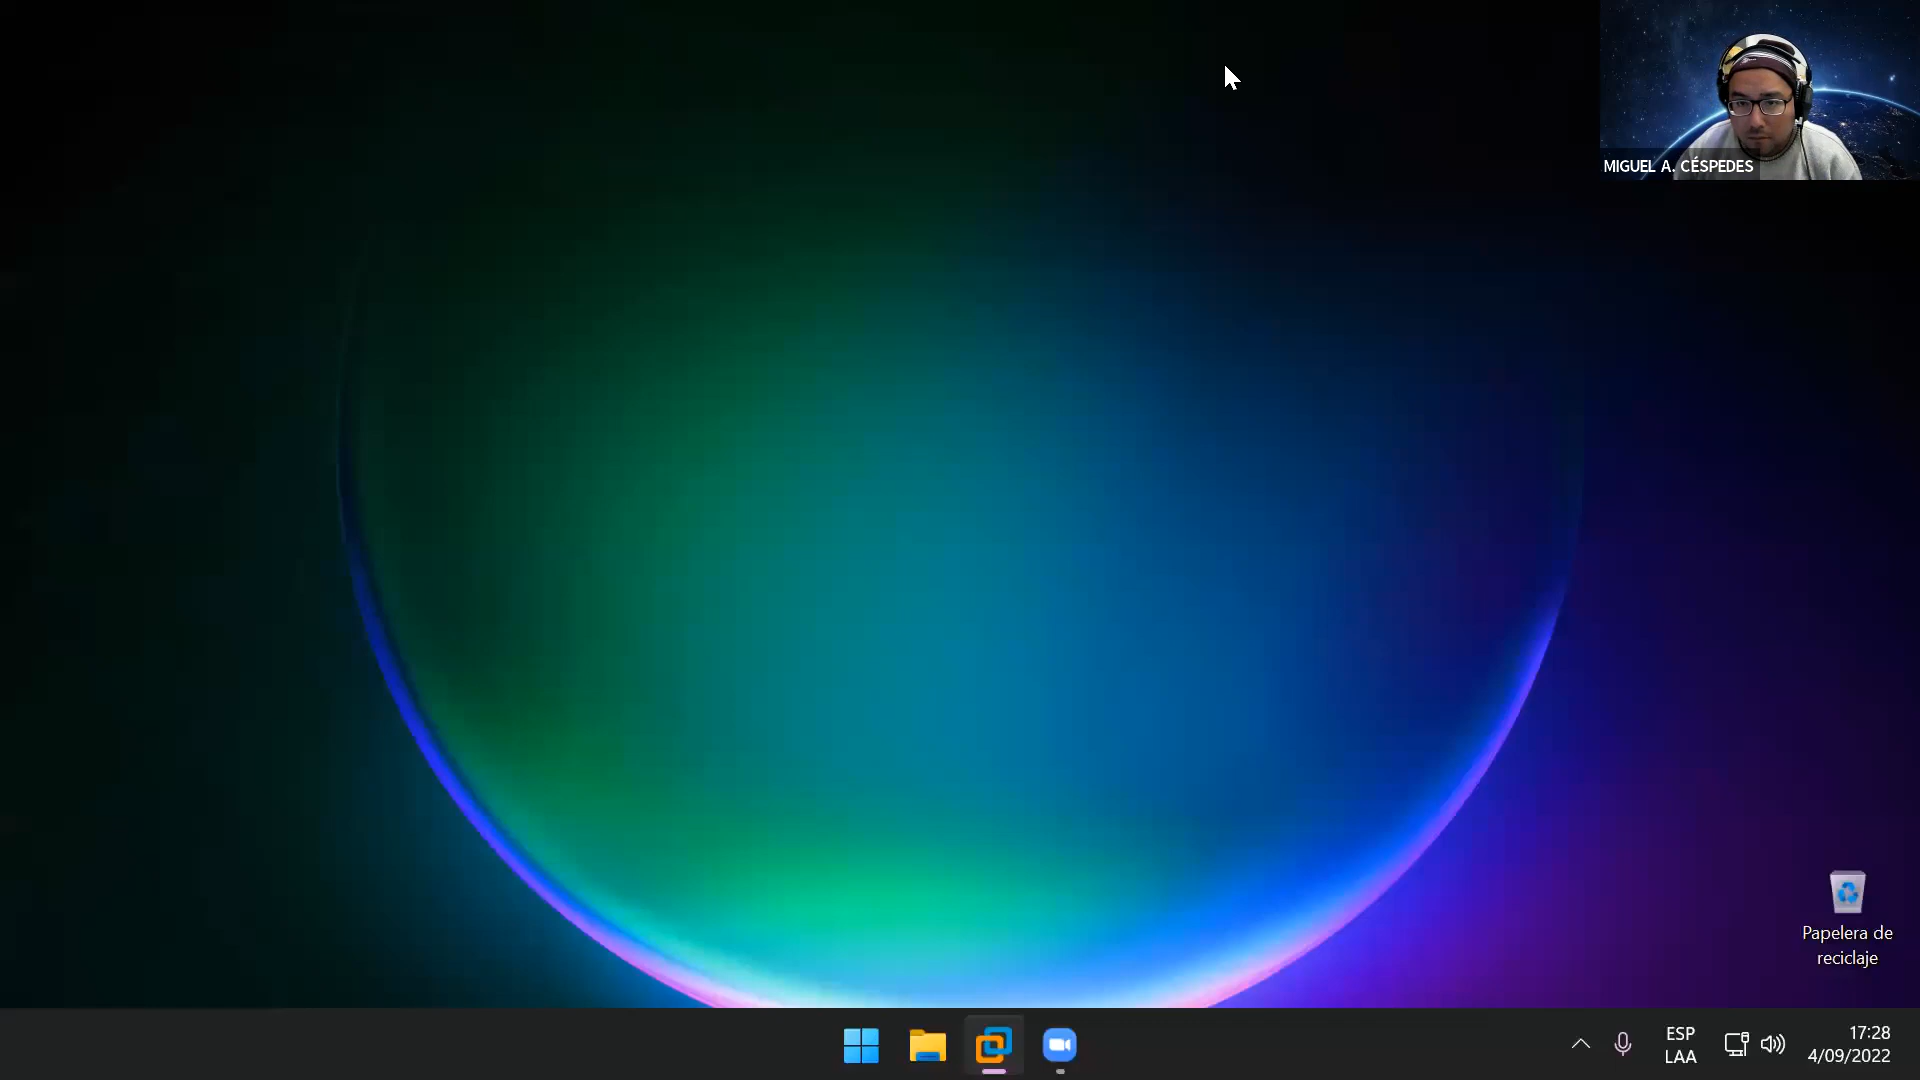 MIGUEL A. CÉSPEDES
Papelera de
reciclaje
ESP
LAA
17:28
4/09/2022